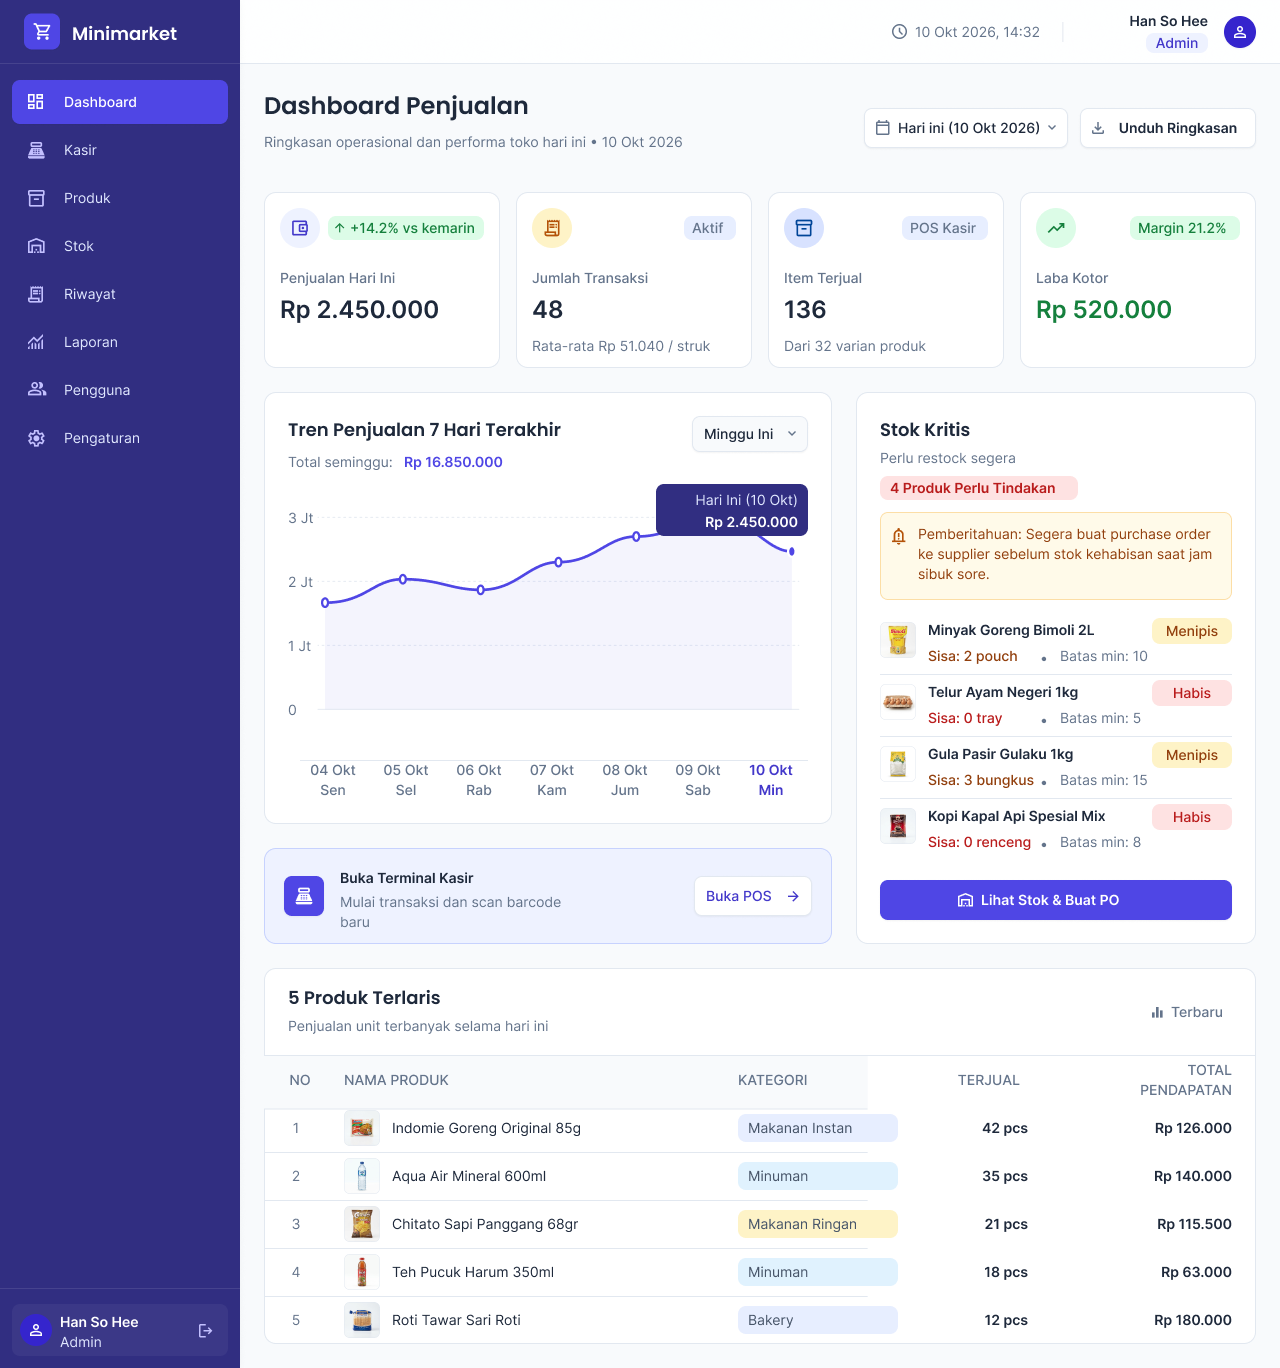 Minimarket
Dashboard
Kasir
Produk
Stok
Riwayat
Laporan
Pengguna
Pengaturan
Han So Hee
Admin
10 Okt 2026, 14:32
Han So Hee
Admin
Dashboard Penjualan
Ringkasan operasional dan performa toko hari ini • 10 Okt 2026
Hari ini (10 Okt 2026)
Unduh Ringkasan
↑ +14.2% vs kemarin
Penjualan Hari Ini
Rp 2.450.000
Aktif
Jumlah Transaksi
48
Rata-rata Rp 51.040 / struk
POS Kasir
Item Terjual
136
Dari 32 varian produk
Margin 21.2%
Laba Kotor
Rp 520.000
Tren Penjualan 7 Hari Terakhir
Total seminggu: Rp 16.850.000
Minggu Ini
Hari Ini (10 Okt)
Rp 2.450.000
3 Jt
2 Jt
1 Jt
0
04 Okt 05 Okt 06 Okt 07 Okt 08 Okt 09 Okt 10 Okt
Sen Sel Rab Kam Jum Sab Min
Buka Terminal Kasir
Mulai transaksi dan scan barcode
baru
Buka POS →
Stok Kritis
Perlu restock segera
4 Produk Perlu Tindakan
Pemberitahuan: Segera buat purchase order
ke supplier sebelum stok kehabisan saat jam
sibuk sore.
Minyak Goreng Bimoli 2L Menipis
Sisa: 2 pouch • Batas min: 10
Telur Ayam Negeri 1kg Habis
Sisa: 0 tray • Batas min: 5
Gula Pasir Gulaku 1kg Menipis
Sisa: 3 bungkus • Batas min: 15
Kopi Kapal Api Spesial Mix Habis
Sisa: 0 renceng • Batas min: 8
Lihat Stok & Buat PO
5 Produk Terlaris
Penjualan unit terbanyak selama hari ini
Terbaru
NO NAMA PRODUK KATEGORI TERJUAL TOTAL PENDAPATAN
1 Indomie Goreng Original 85g Makanan Instan 42 pcs Rp 126.000
2 Aqua Air Mineral 600ml Minuman 35 pcs Rp 140.000
3 Chitato Sapi Panggang 68gr Makanan Ringan 21 pcs Rp 115.500
4 Teh Pucuk Harum 350ml Minuman 18 pcs Rp 63.000
5 Roti Tawar Sari Roti Bakery 12 pcs Rp 180.000